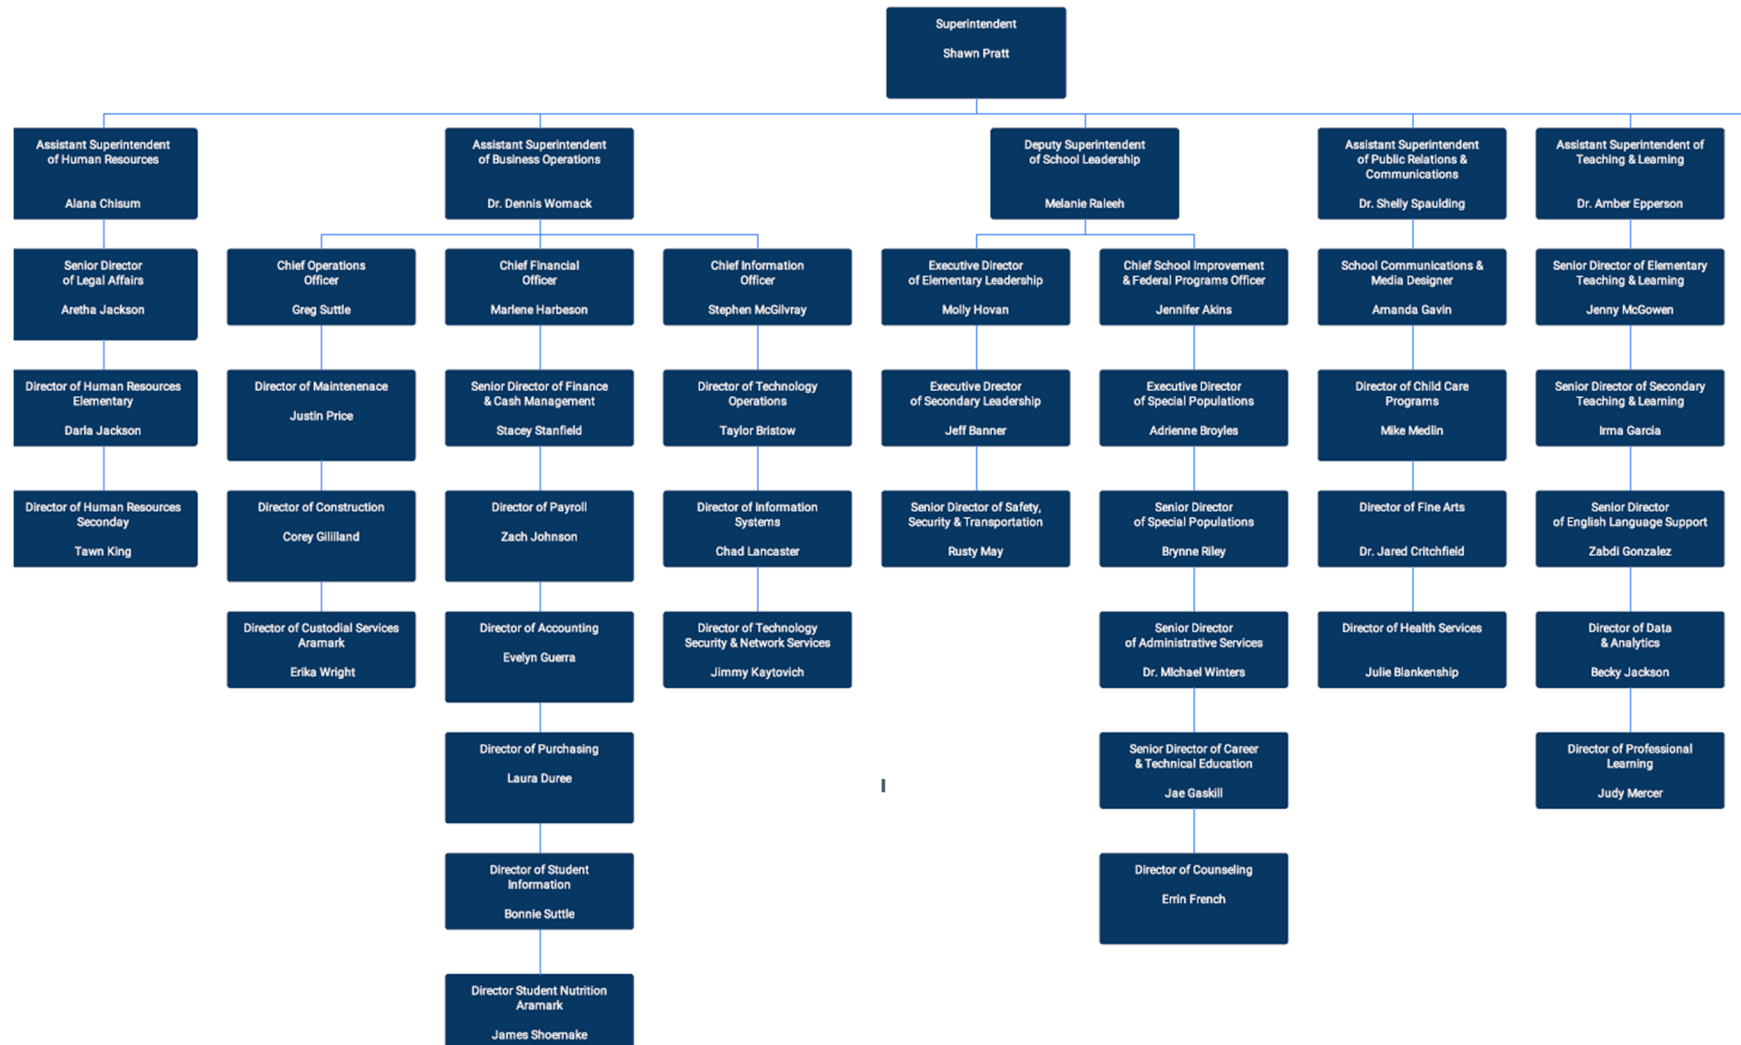 Superintendent
Shawn Pratt
Assistant Superintendent
of Human Resources
Alana Chisum
Assistant Superintendent
of Business Operations
Dr. Dennis Womack
Deputy Superintendent
of School Leadership
Melanie Raleeh
Assistant Superintendent
of Public Relations &
Communications
Dr. Shelly Spaulding
Assistant Superintendent of
Teaching & Learning
Dr. Amber Epperson
Senior Director
of Legal Affairs
Aretha Jackson
Chief Operations
Officer
Greg Suttle
Chief Financial
Officer
Marlene Harbeson
Chief Information
Officer
Stephen McGilvray
Executive Director
of Elementary Leadership
Molly Hovan
Chief School Improvement
& Federal Programs Officer
Jennifer Akins
School Communications &
Media Designer
Amanda Gavin
Senior Director of Elementary
Teaching & Learning
Jenny McGowen
Director of Human Resources
Elementary
Darla Jackson
Director of Maintenenace
Justin Price
Senior Director of Finance
& Cash Management
Stacey Stanfield
Director of Technology
Operations
Taylor Bristow
Executive Drector
of Secondary Leadership
Jeff Banner
Executive Director
of Special Populations
Adrienne Broyles
Director of Child Care
Programs
Mike Medlin
Senior Director of Secondary
Teaching & Learning
Irma Garcia
Director of Human Resources
Seconday
Tawn King
Director of Construction
Corey Gililland
Director of Payroll
Zach Johnson
Director of Information
Systems
Chad Lancaster
Senior Director of Safety,
Security & Transportation
Rusty May
Senior Director
of Special Populations
Brynne Riley
Director of Fine Arts
Dr. Jared Critchfield
Senior Director
of English Language Support
Zabdi Gonzalez
Director of Custodial Services
Aramark
Erika Wright
Director of Accounting
Evelyn Guerra
Director of Technology
Security & Network Services
Jimmy Kaytovich
Senior Director
of Administrative Services
Dr. Michael Winters
Director of Health Services
Julie Blankenship
Director of Data
& Analytics
Becky Jackson
Director of Purchasing
Laura Duree
Senior Director of Career
& Technical Education
Jae Gaskill
Director of Professional
Learning
Judy Mercer
Director of Student
Information
Bonnie Suttle
Director of Counseling
Errin French
Director Student Nutrition
Aramark
James Shoemake